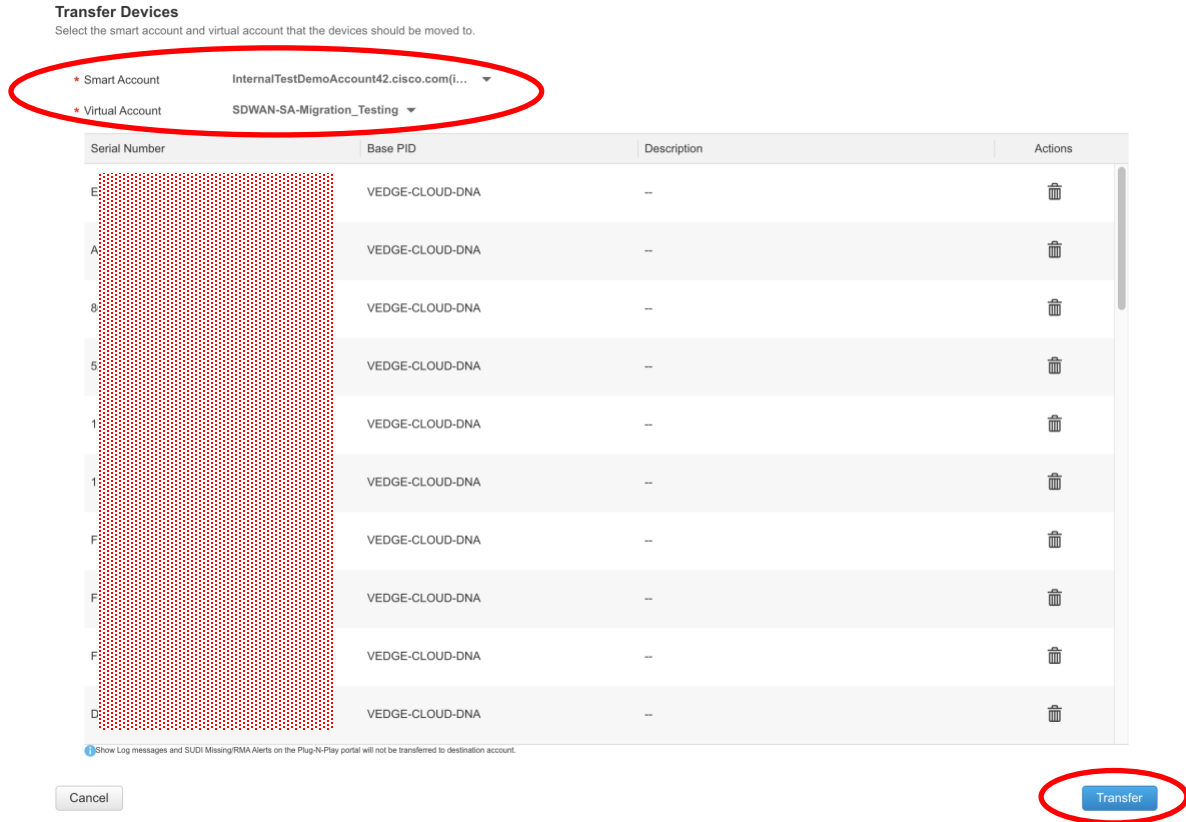 Transfer Devices
Select the smart account and virtual account that the devices should be moved to.
* Smart Account InternalTestDemoAccount42.cisco.com(i...
* Virtual Account SDWAN-SA-Migration_Testing
Serial Number Base PID Description Actions
E VEDGE-CLOUD-DNA --
A VEDGE-CLOUD-DNA --
8 VEDGE-CLOUD-DNA --
5 VEDGE-CLOUD-DNA --
1 VEDGE-CLOUD-DNA --
1 VEDGE-CLOUD-DNA --
F VEDGE-CLOUD-DNA --
F VEDGE-CLOUD-DNA --
F VEDGE-CLOUD-DNA --
D VEDGE-CLOUD-DNA --
Show Log messages and SUDI Missing/RMA Alerts on the Plug-N-Play portal will not be transferred to destination account.
Cancel Transfer